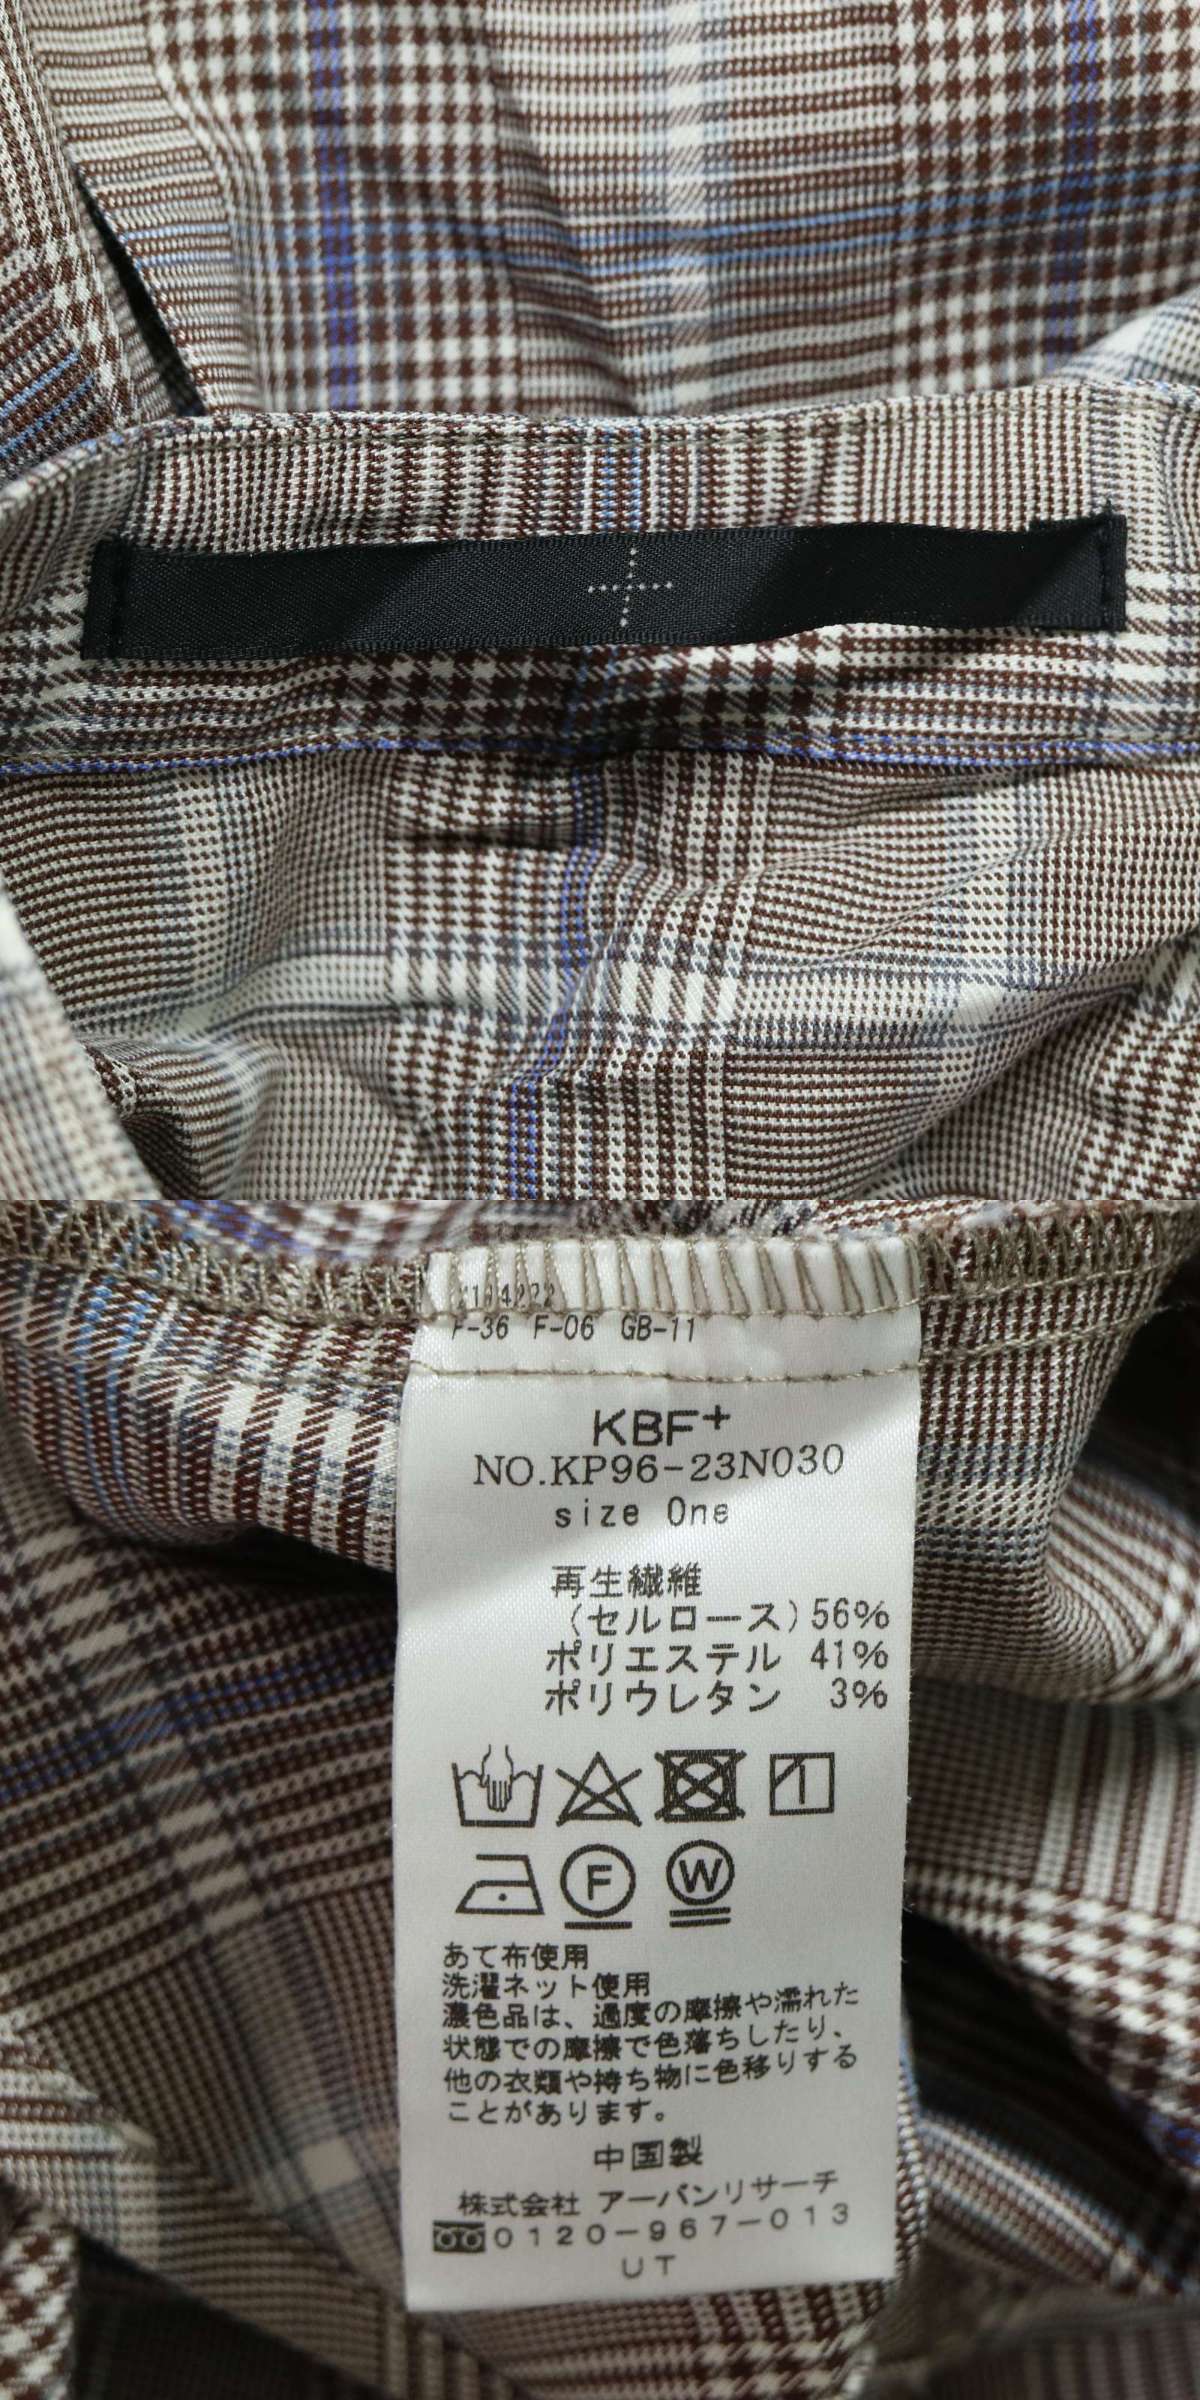 F-36 F-06 GB-11
KBF+
NO.KP96-23N030
size One
再生繊維
(セルロース)56%
ポリエステル 41%
ポリウレタン 3%
F
W
あて布使用
洗濯ネット使用
濃色品は、過度の摩擦や濡れた
状態での摩擦で色落ちしたり、
他の衣類や持ち物に色移りする
ことがあります。
中国製
株式会社 アーバンリサーチ
0120-967-013
UT